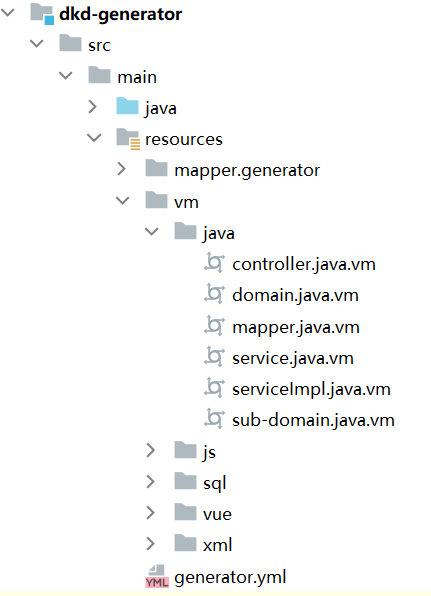 dkd-generator
src
main
java
resources
mapper.generator
vm
java
controller.java.vm
domain.java.vm
mapper.java.vm
service.java.vm
serviceImpl.java.vm
sub-domain.java.vm
js
sql
vue
xml
YML generator.yml